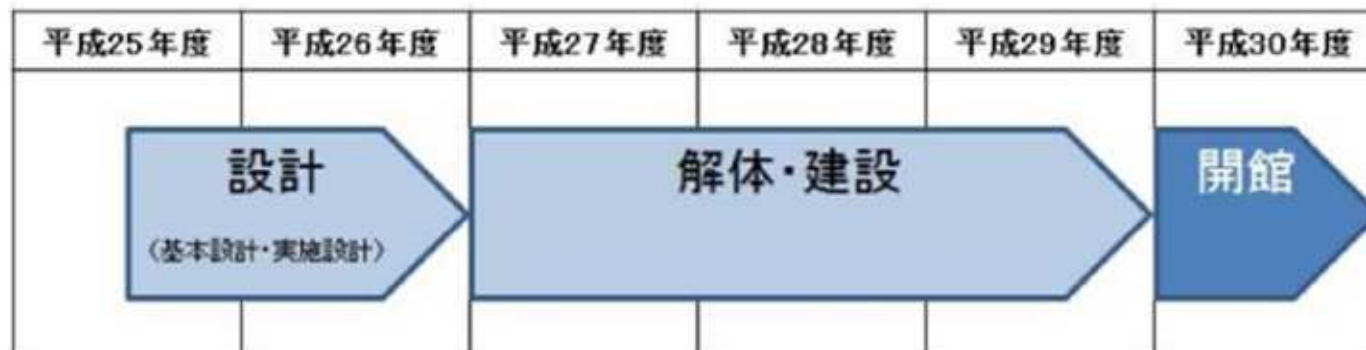 平成25年度 平成26年度 平成27年度 平成28年度 平成29年度 平成30年度
設計 解体・建設 開館
(基本設計・実施設計)